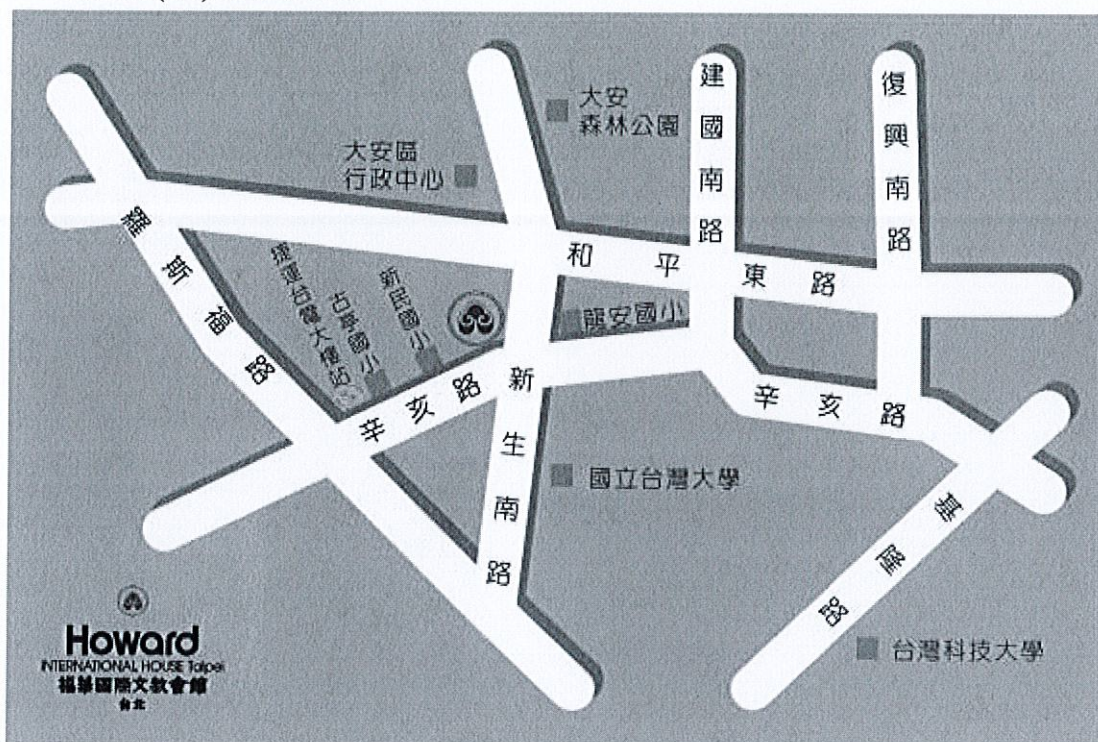 大安
森林公園
建國南路
復興南路
大安區
行政中心
羅斯福路
和平東路
捷運台電大樓站
古亭國小
新民國小
龍安國小
辛亥路
新生南路
辛亥路
國立台灣大學
基隆路
台灣科技大學
Howard
INTERNATIONAL HOUSE Taipei
福華國際文教會館
台北